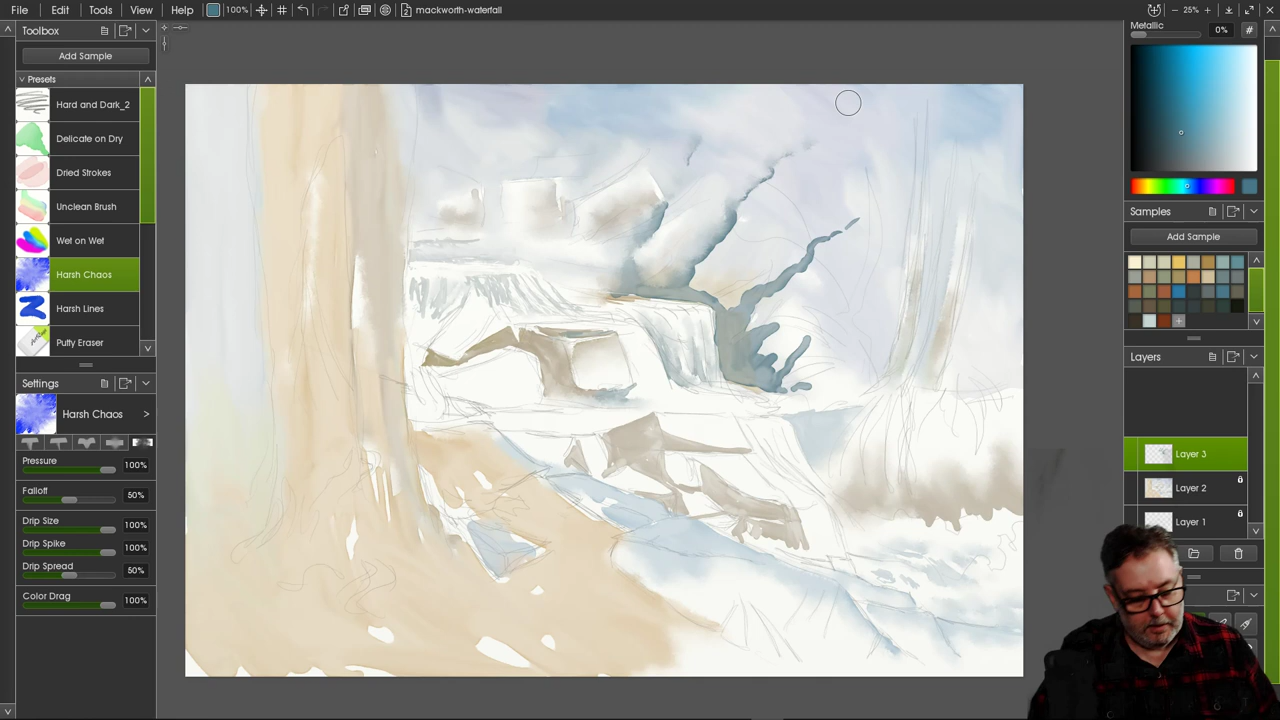 File Edit Tools View Help 100% 2 mackworth-waterfall 25%
Toolbox
Add Sample
Presets
Hard and Dark_2
Delicate on Dry
Dried Strokes
Unclean Brush
Wet on Wet
Harsh Chaos
Harsh Lines
Putty Eraser
Settings
Harsh Chaos
Pressure 100%
Falloff 50%
Drip Size 100%
Drip Spike 100%
Drip Spread 50%
Color Drag 100%
Metallic 0% #
Samples
Add Sample
Layers
Layer 3
Layer 2
Layer 1